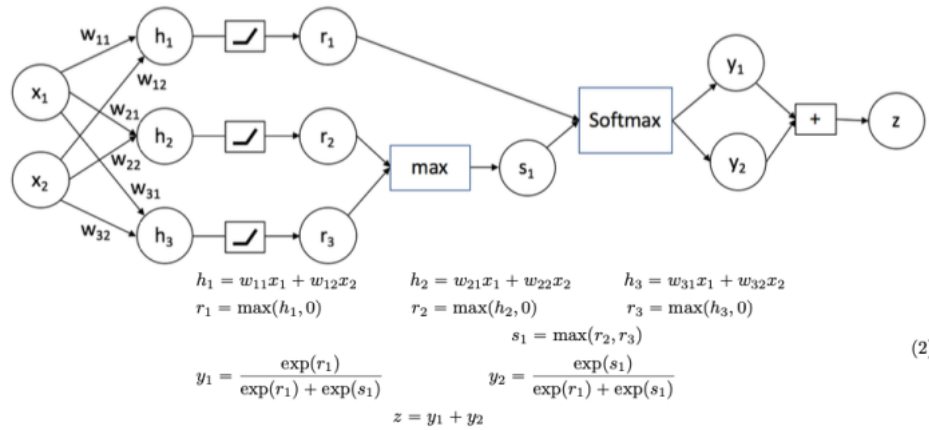 w₁₁ h₁ r₁
w₁₂ y₁
x₁ w₂₁ Softmax
h₂ r₂ + z
w₂₂ max s₁ y₂
x₂ w₃₁
w₃₂ h₃ r₃
h₁ = w₁₁x₁ + w₁₂x₂ h₂ = w₂₁x₁ + w₂₂x₂ h₃ = w₃₁x₁ + w₃₂x₂
r₁ = max(h₁, 0) r₂ = max(h₂, 0) r₃ = max(h₃, 0)
s₁ = max(r₂, r₃)
(2)
y₁ = exp(r₁) / (exp(r₁) + exp(s₁)) y₂ = exp(s₁) / (exp(r₁) + exp(s₁))
z = y₁ + y₂